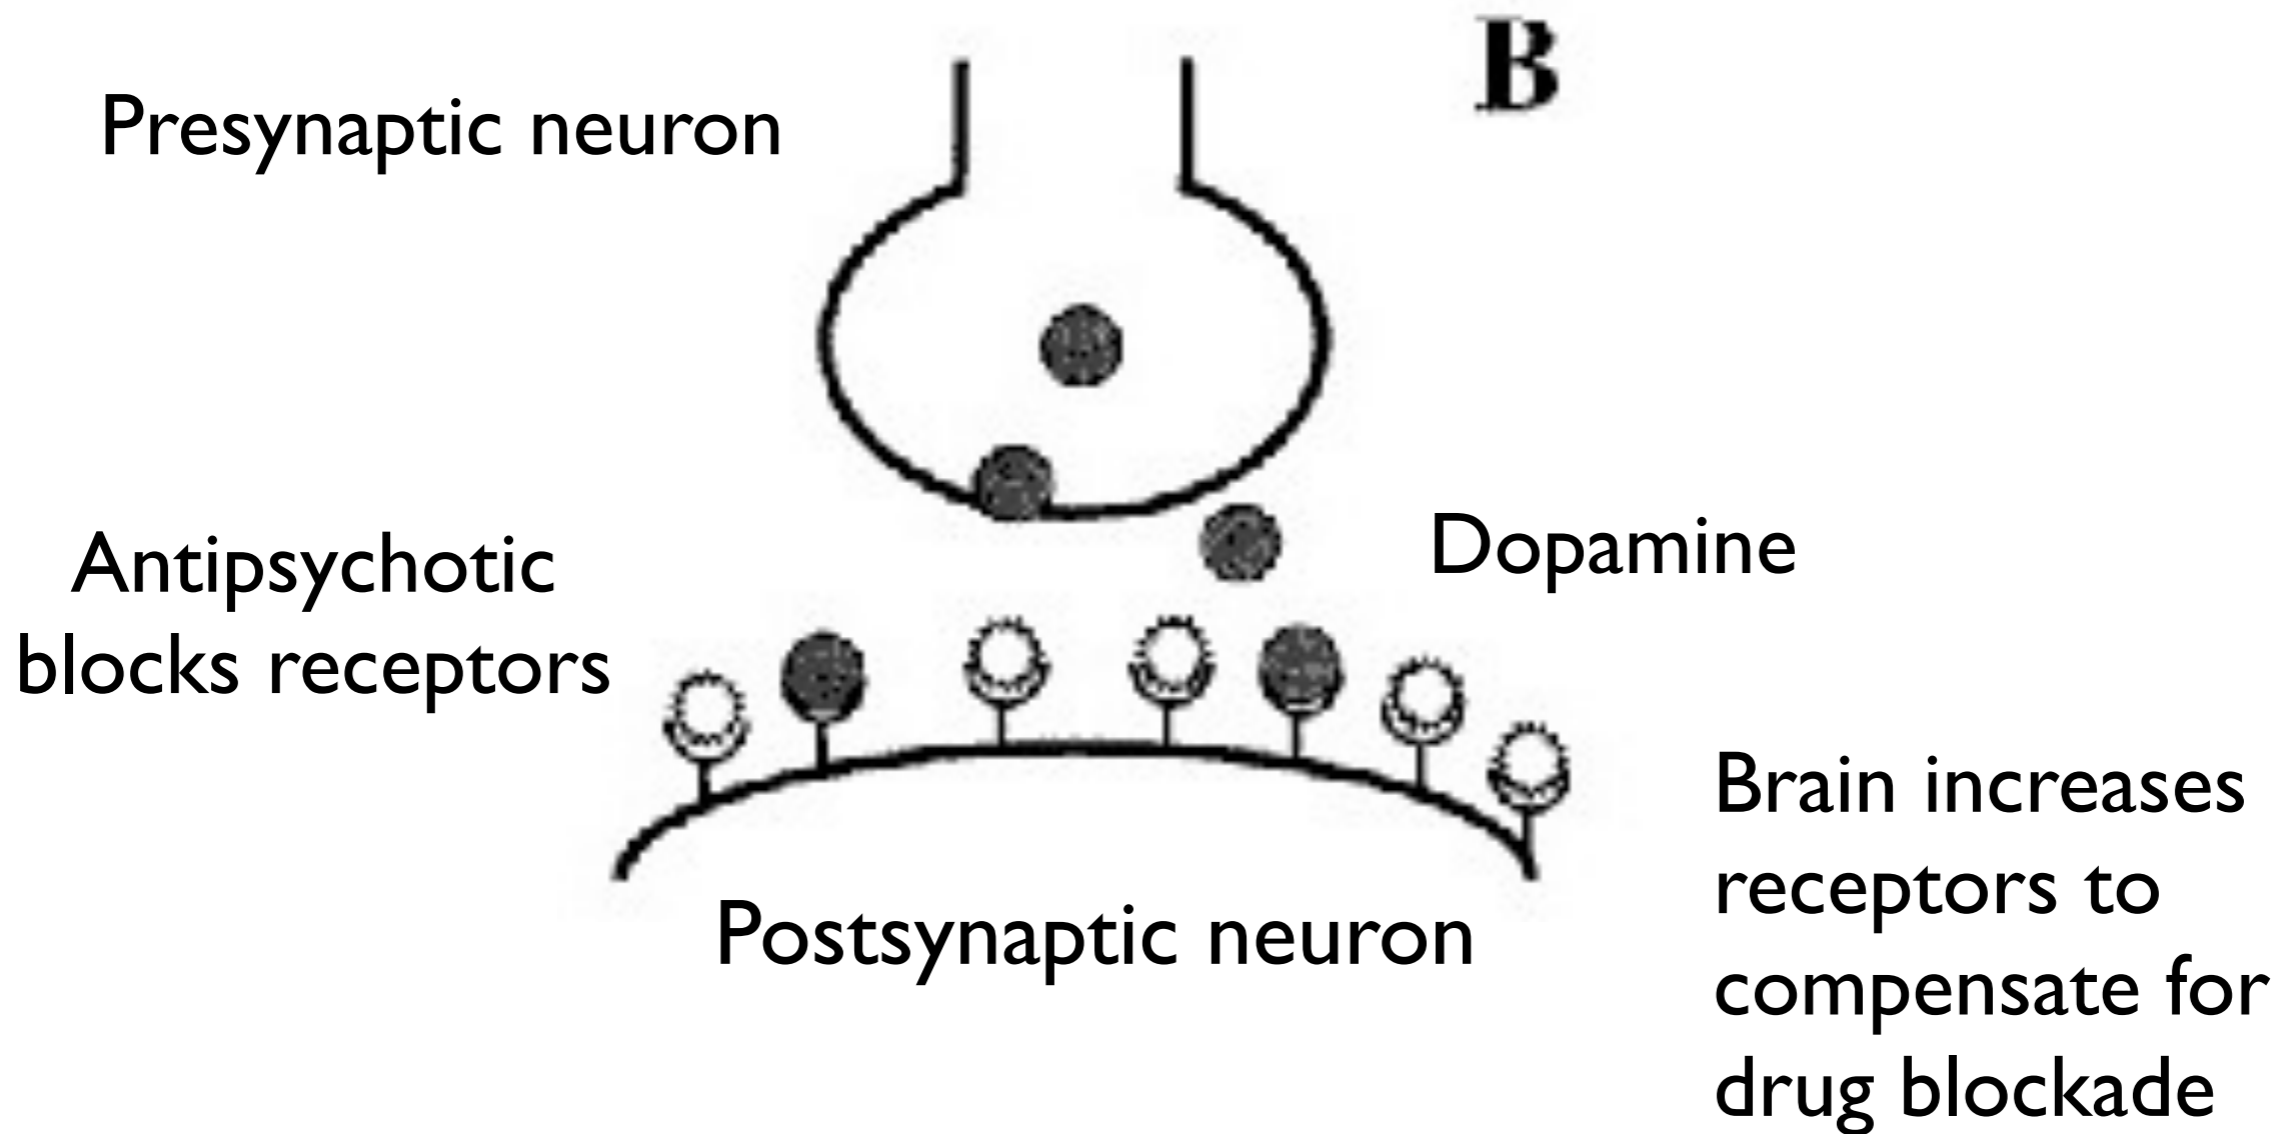 B
Presynaptic neuron
Antipsychotic
blocks receptors
Dopamine
Brain increases
receptors to
compensate for
drug blockade
Postsynaptic neuron